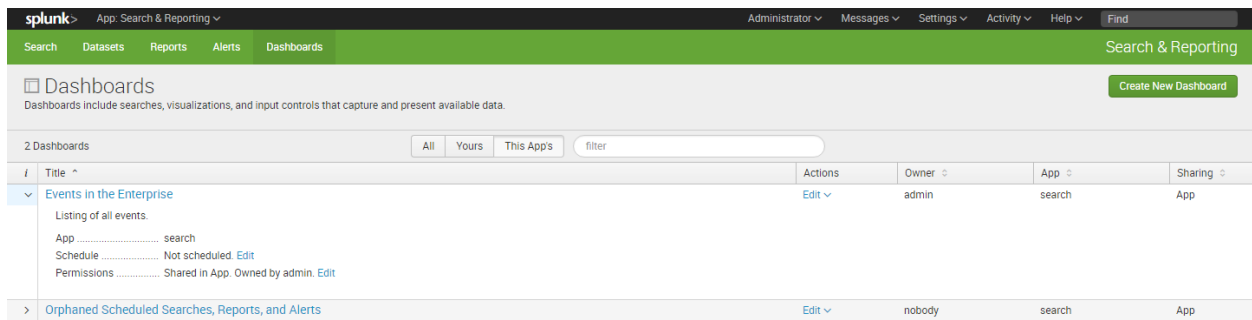 splunk> App: Search & Reporting Administrator Messages Settings Activity Help Find
Search Datasets Reports Alerts Dashboards Search & Reporting
Dashboards Create New Dashboard
Dashboards include searches, visualizations, and input controls that capture and present available data.
2 Dashboards All Yours This App's filter
i Title Actions Owner App Sharing
Events in the Enterprise Edit admin search App
Listing of all events.
App ............................ search
Schedule .................... Not scheduled. Edit
Permissions ............... Shared in App. Owned by admin. Edit
Orphaned Scheduled Searches, Reports, and Alerts Edit nobody search App